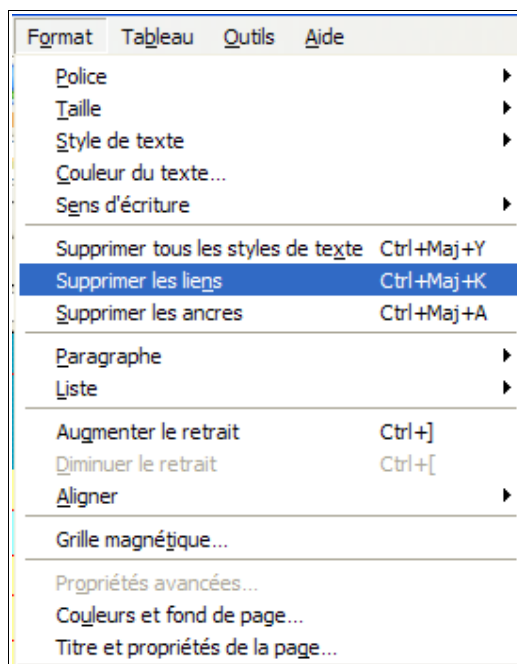 Format Tableau Outils Aide
Police
Taille
Style de texte
Couleur du texte...
Sens d'écriture
Supprimer tous les styles de texte Ctrl+Maj+Y
Supprimer les liens Ctrl+Maj+K
Supprimer les ancres Ctrl+Maj+A
Paragraphe
Liste
Augmenter le retrait Ctrl+]
Diminuer le retrait Ctrl+[
Aligner
Grille magnétique...
Propriétés avancées...
Couleurs et fond de page...
Titre et propriétés de la page...